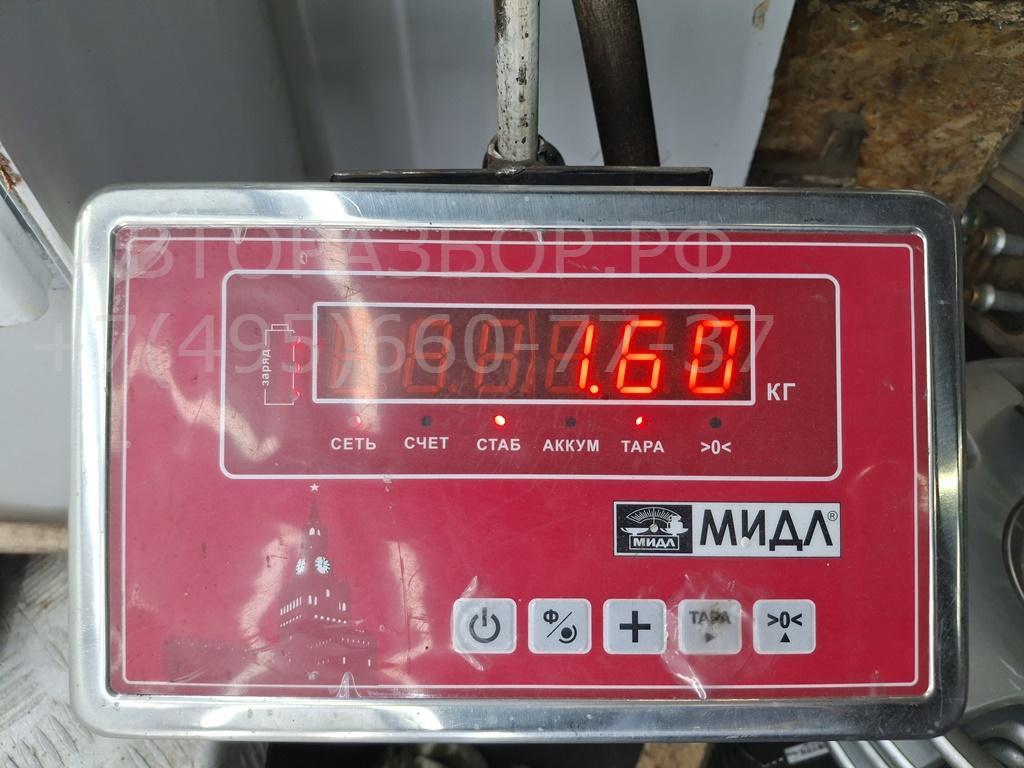 АВТОРАЗБОР.РФ
+7(495)660-77-37
заряд
1.60
КГ
СЕТЬ СЧЕТ СТАБ АККУМ ТАРА >0<
МИДЛ МИДЛ®
Ф
ТАРА >0<